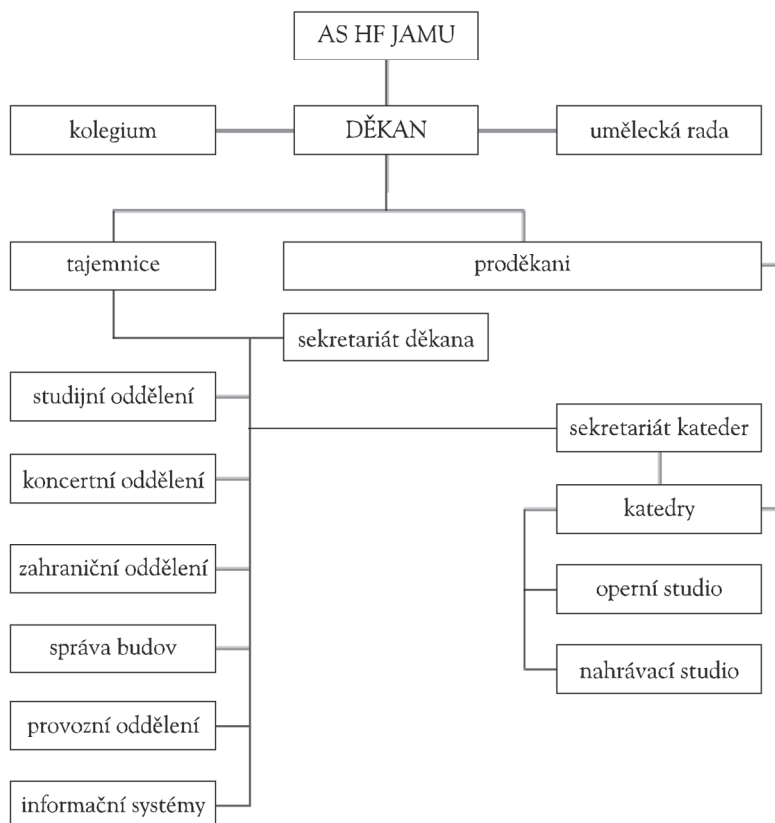 AS HF JAMU
kolegium
DĚKAN
umělecká rada
tajemnice
proděkani
sekretariát děkana
studijní oddělení
sekretariát kateder
koncertní oddělení
katedry
zahraniční oddělení
operní studio
správa budov
nahrávací studio
provozní oddělení
informační systémy